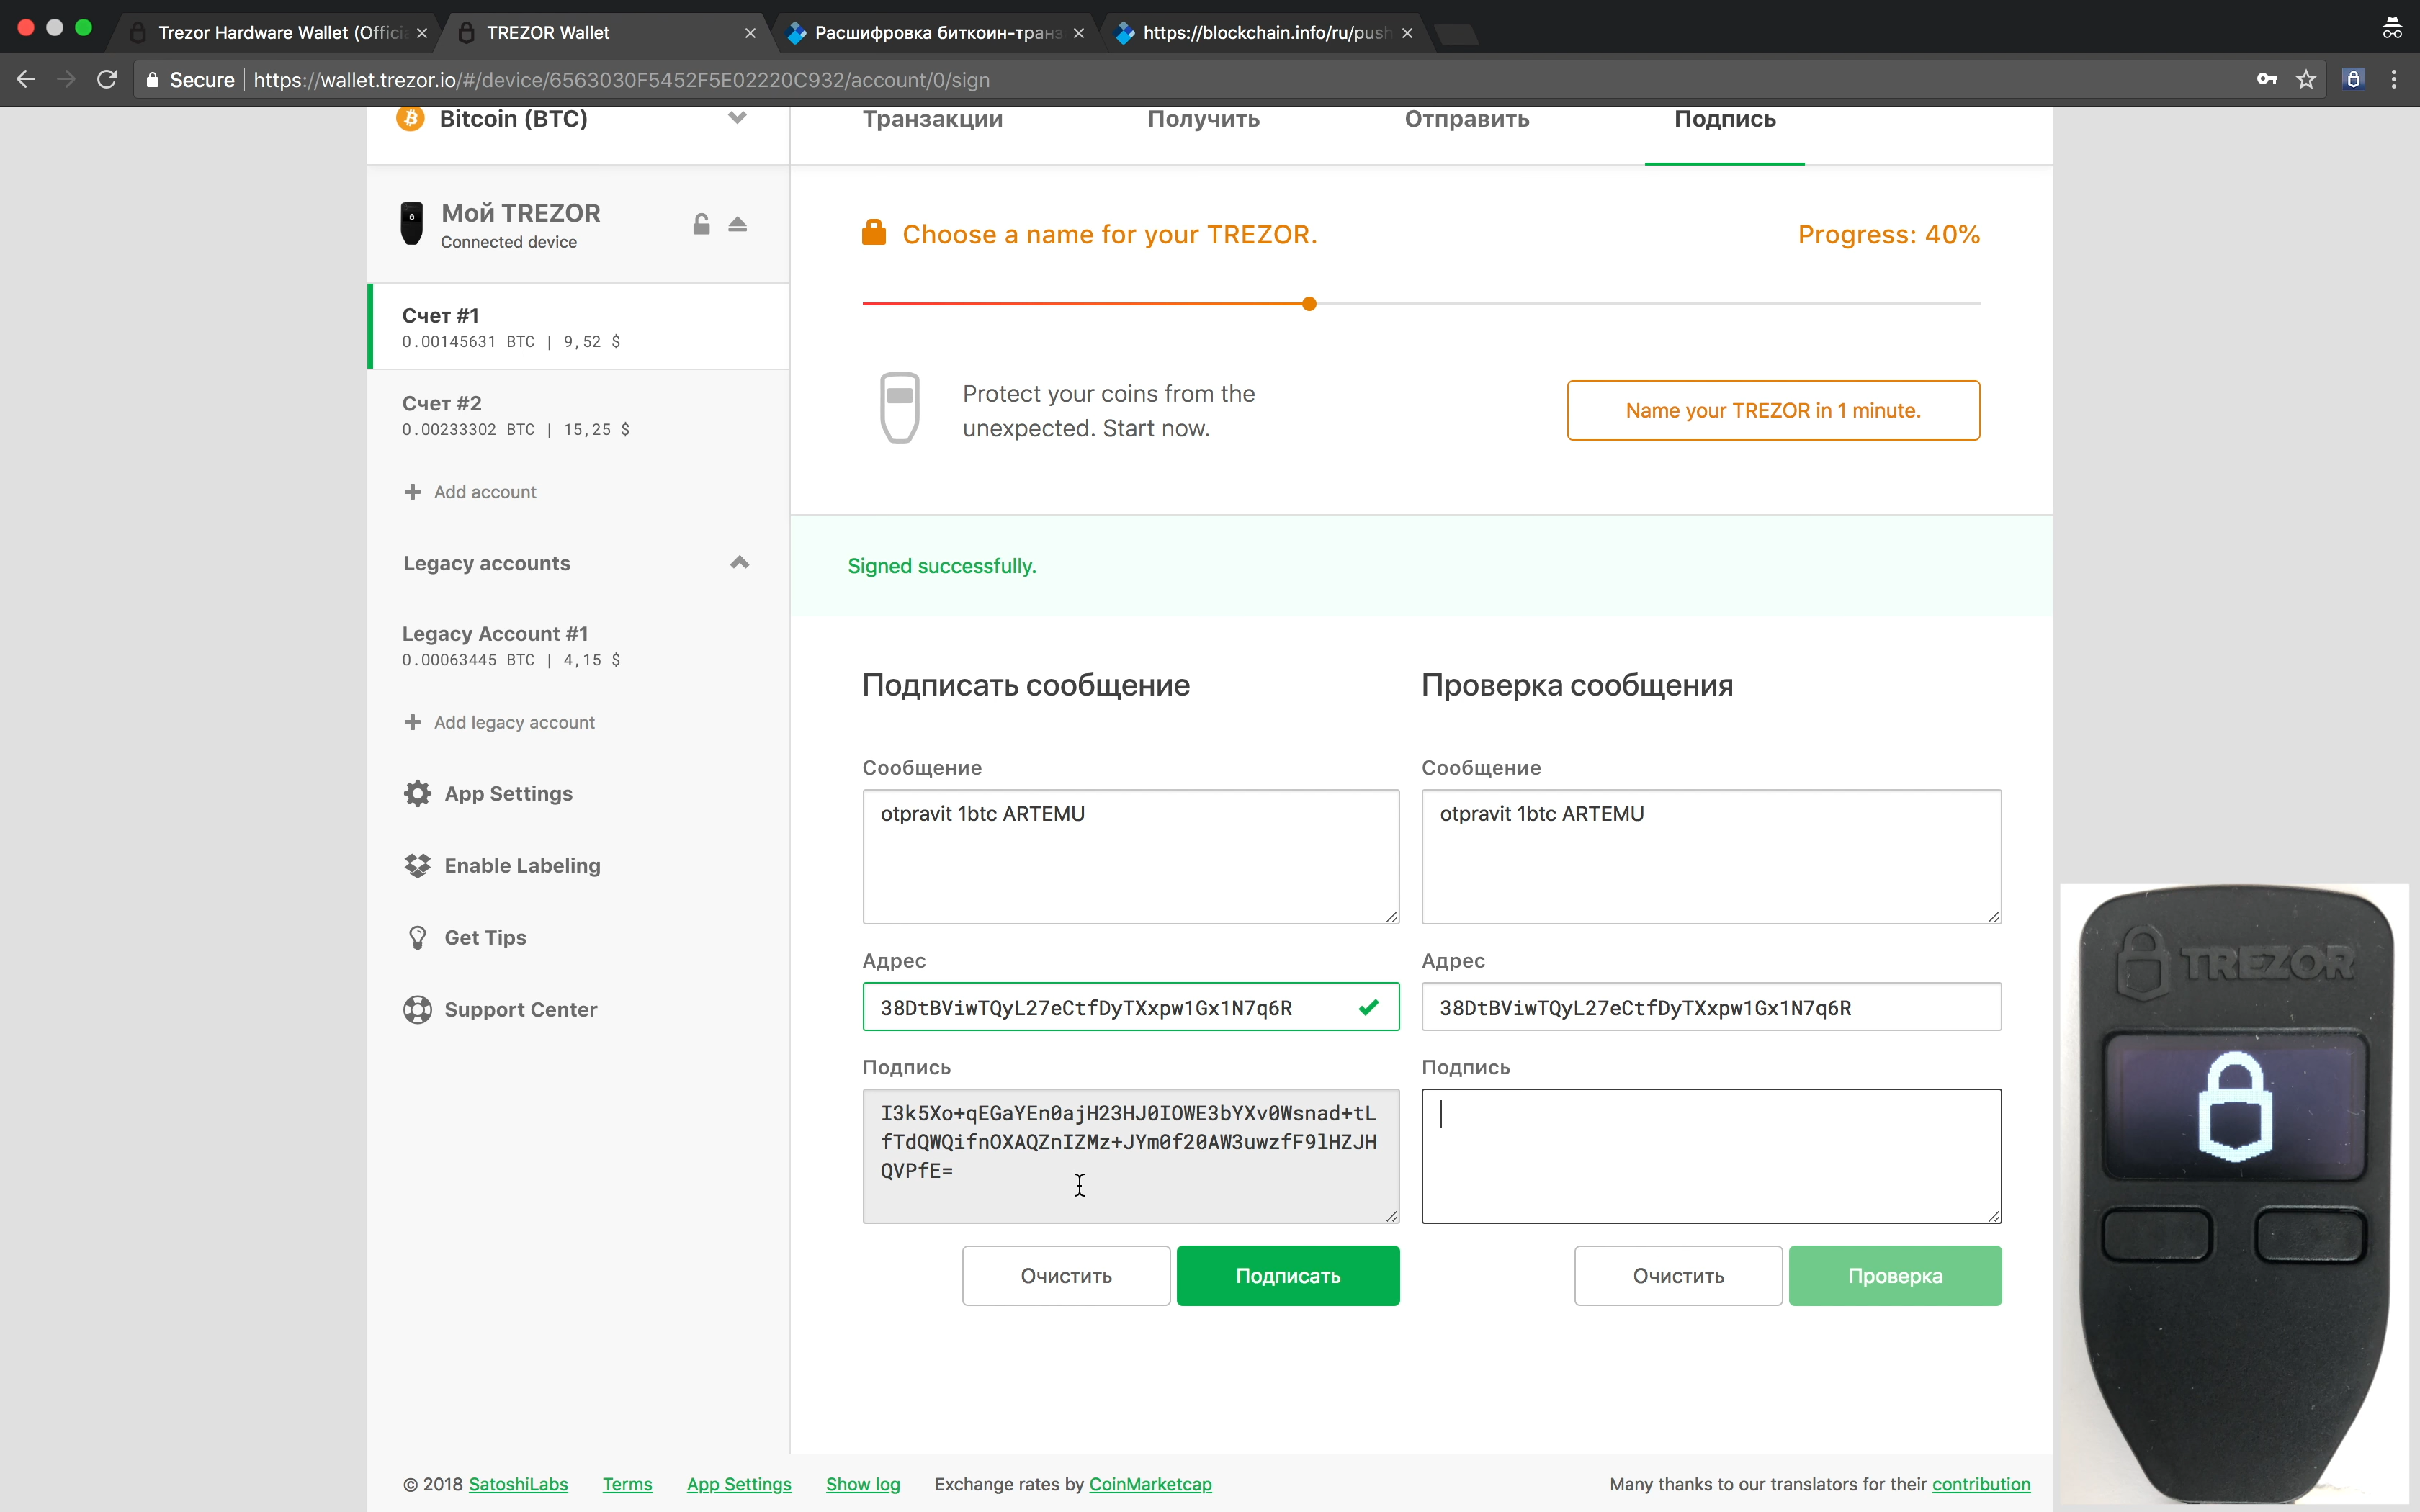 Trezor Hardware Wallet (Offici
TREZOR Wallet
Расшифровка биткоин-транз
https://blockchain.info/ru/push
Secure
https://wallet.trezor.io/#/device/6563030F5452F5E02220C932/account/0/sign
Bitcoin (BTC)
Транзакции
Получить
Отправить
Подпись
Мой TREZOR
Connected device
Счет #1
0.00145631 BTC | 9,52 $
Счет #2
0.00233302 BTC | 15,25 $
Add account
Legacy accounts
Legacy Account #1
0.00063445 BTC | 4,15 $
Add legacy account
App Settings
Enable Labeling
Get Tips
Support Center
Choose a name for your TREZOR.
Progress: 40%
Protect your coins from the
unexpected. Start now.
Name your TREZOR in 1 minute.
Signed successfully.
Подписать сообщение
Сообщение
otpravit 1btc ARTEMU
Адрес
38DtBViwTQyL27eCtfDyTXxpw1Gx1N7q6R
Подпись
I3k5Xo+qEGaYEn0ajH23HJ0IOWE3bYXv0Wsnad+tL
fTdQWQifnOXAQZnIZMz+JYm0f20AW3uwzfF9lHZJH
QVPfE=
Очистить
Подписать
Проверка сообщения
Сообщение
otpravit 1btc ARTEMU
Адрес
38DtBViwTQyL27eCtfDyTXxpw1Gx1N7q6R
Подпись
Очистить
Проверка
TREZOR
© 2018 SatoshiLabs
Terms
App Settings
Show log
Exchange rates by CoinMarketcap
Many thanks to our translators for their contribution